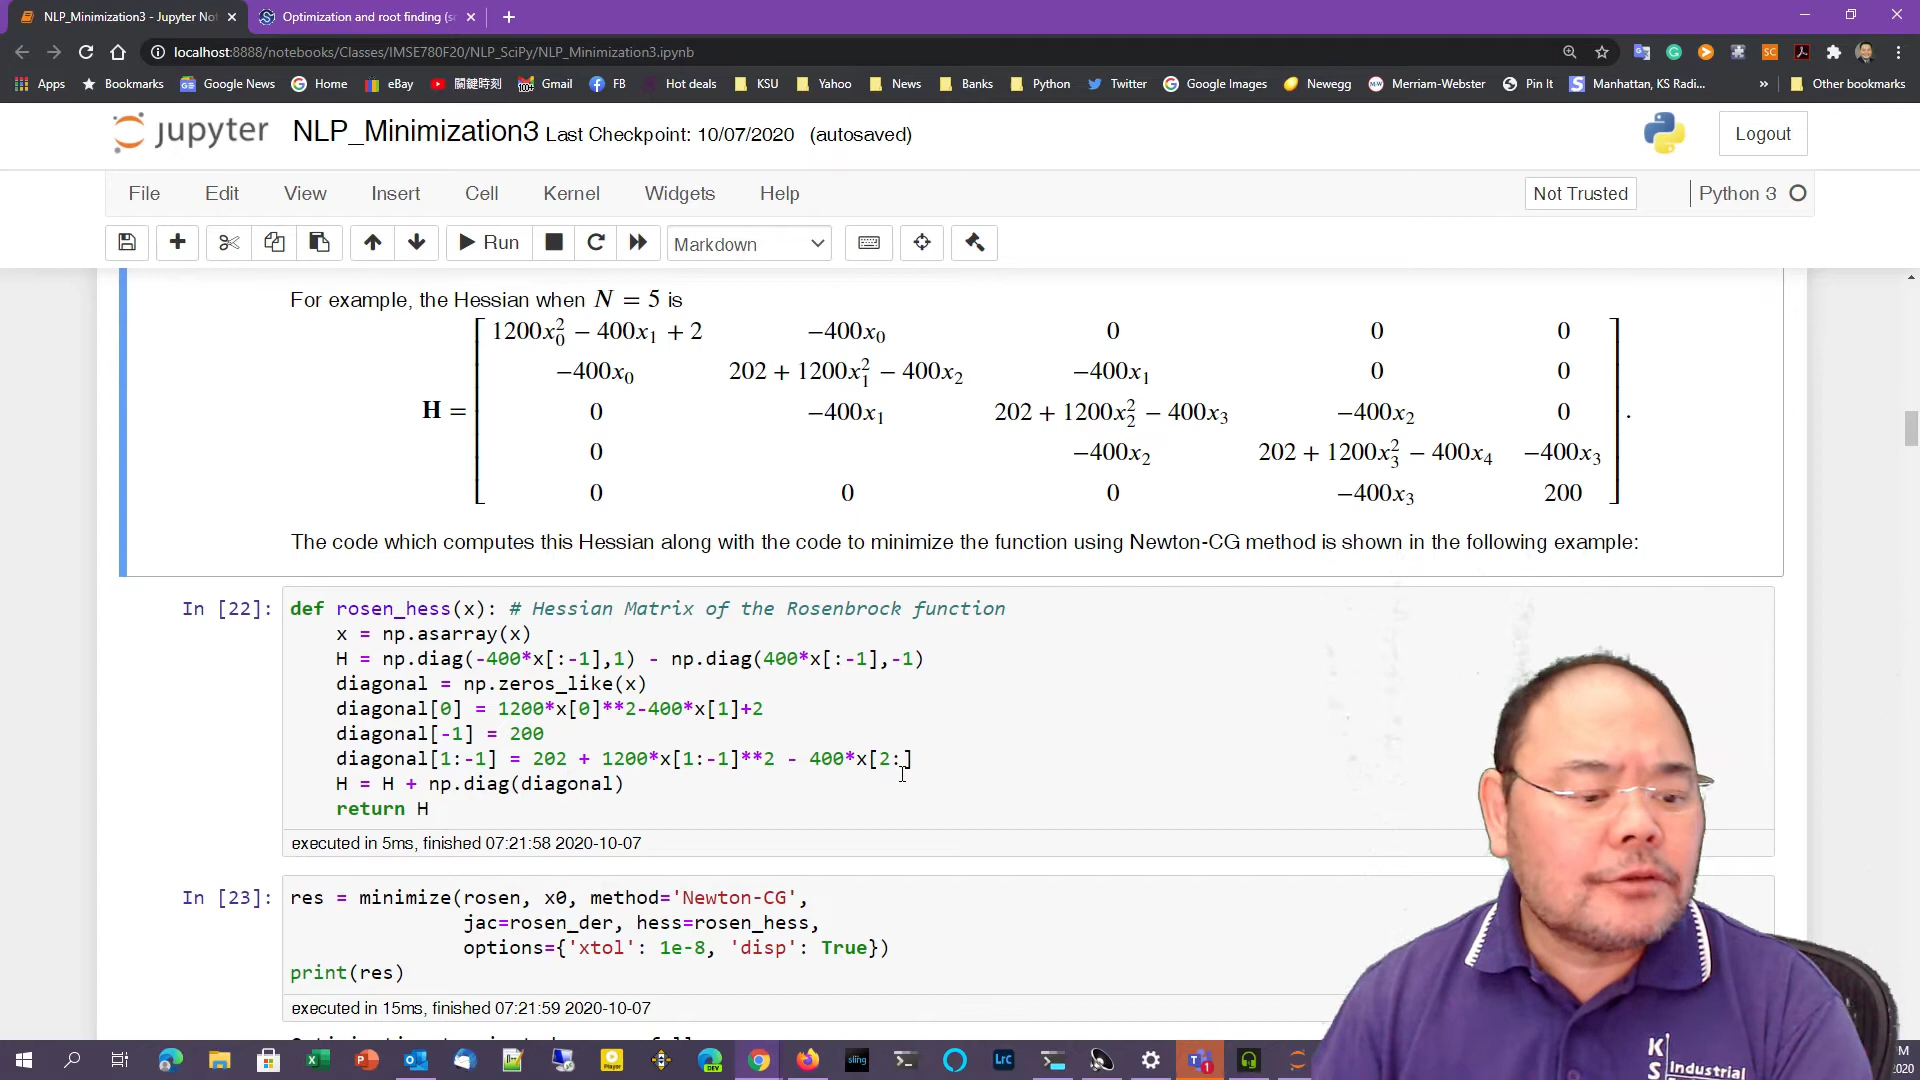 NLP_Minimization3 - Jupyter Not
Optimization and root finding (sc
localhost:8888/notebooks/Classes/IMSE780F20/NLP_SciPy/NLP_Minimization3.ipynb
Apps Bookmarks Google News Home eBay 關鍵時刻 Gmail FB Hot deals KSU Yahoo News Banks Python Twitter Google Images Newegg Merriam-Webster Pin It Manhattan, KS Radi... » Other bookmarks
jupyter NLP_Minimization3 Last Checkpoint: 10/07/2020 (autosaved) Logout
File Edit View Insert Cell Kernel Widgets Help Not Trusted Python 3
Run Markdown
For example, the Hessian when N = 5 is
1200x₀² − 400x₁ + 2 −400x₀ 0 0 0
−400x₀ 202 + 1200x₁² − 400x₂ −400x₁ 0 0
H = 0 −400x₁ 202 + 1200x₂² − 400x₃ −400x₂ 0 .
0 −400x₂ 202 + 1200x₃² − 400x₄ −400x₃
0 0 0 −400x₃ 200
The code which computes this Hessian along with the code to minimize the function using Newton-CG method is shown in the following example:
In [22]: def rosen_hess(x): # Hessian Matrix of the Rosenbrock function
x = np.asarray(x)
H = np.diag(-400*x[:-1],1) - np.diag(400*x[:-1],-1)
diagonal = np.zeros_like(x)
diagonal[0] = 1200*x[0]**2-400*x[1]+2
diagonal[-1] = 200
diagonal[1:-1] = 202 + 1200*x[1:-1]**2 - 400*x[2:]
H = H + np.diag(diagonal)
return H
executed in 5ms, finished 07:21:58 2020-10-07
In [23]: res = minimize(rosen, x0, method='Newton-CG',
jac=rosen_der, hess=rosen_hess,
options={'xtol': 1e-8, 'disp': True})
print(res)
executed in 15ms, finished 07:21:59 2020-10-07
sling
Lrc
Player
DEV
K
S Industrial